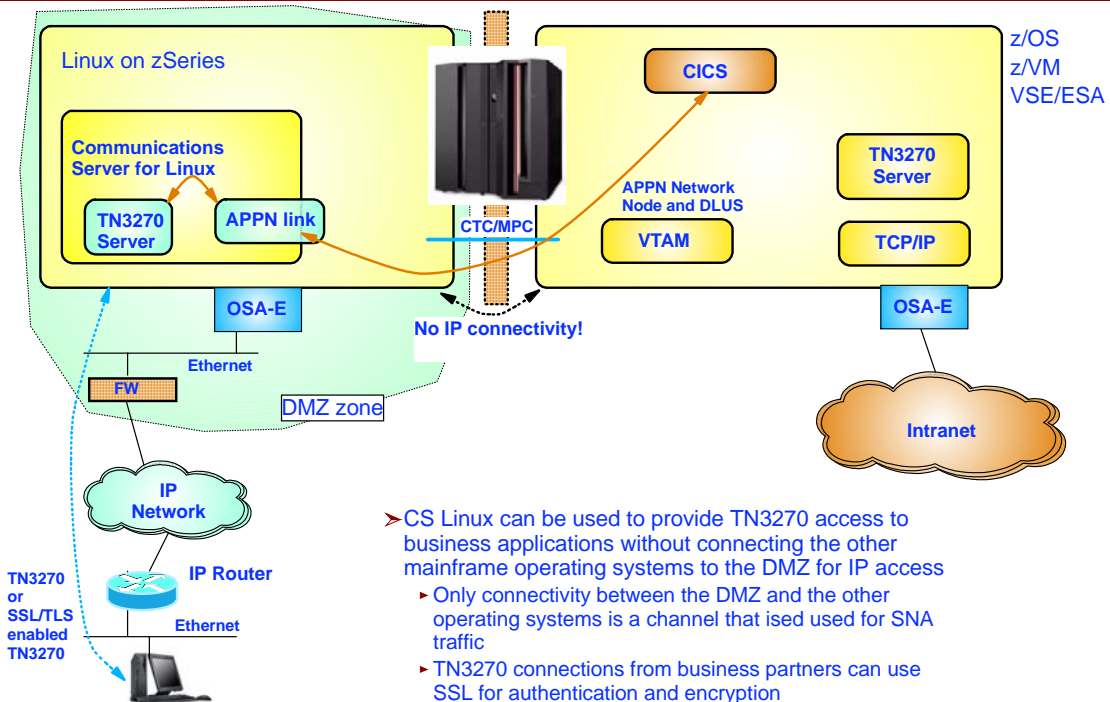 Linux on zSeries
Communications
Server for Linux
TN3270
Server
APPN link
CTC/MPC
CICS
APPN Network
Node and DLUS
VTAM
TN3270
Server
TCP/IP
z/OS
z/VM
VSE/ESA
OSA-E
No IP connectivity!
OSA-E
Ethernet
FW
DMZ zone
Intranet
IP
Network
IP Router
TN3270
or
SSL/TLS
enabled
TN3270
Ethernet
➢CS Linux can be used to provide TN3270 access to
business applications without connecting the other
mainframe operating systems to the DMZ for IP access
► Only connectivity between the DMZ and the other
operating systems is a channel that ised used for SNA
traffic
► TN3270 connections from business partners can use
SSL for authentication and encryption